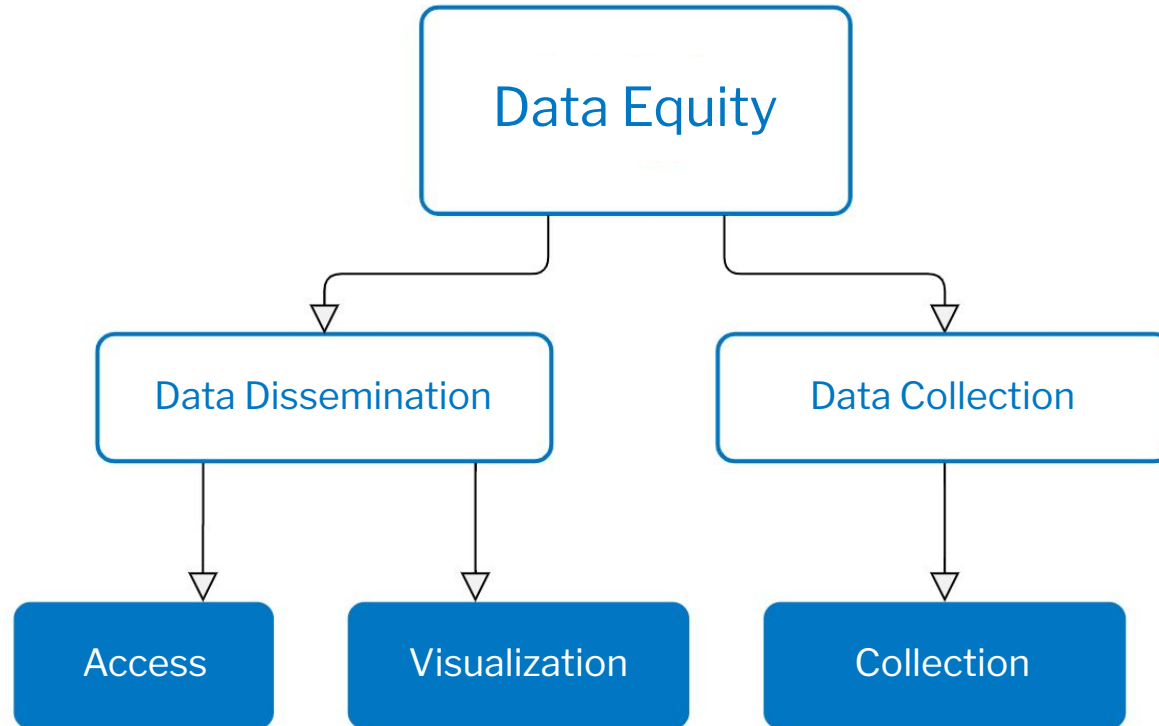 Data Equity
Data Dissemination
Data Collection
Access
Visualization
Collection